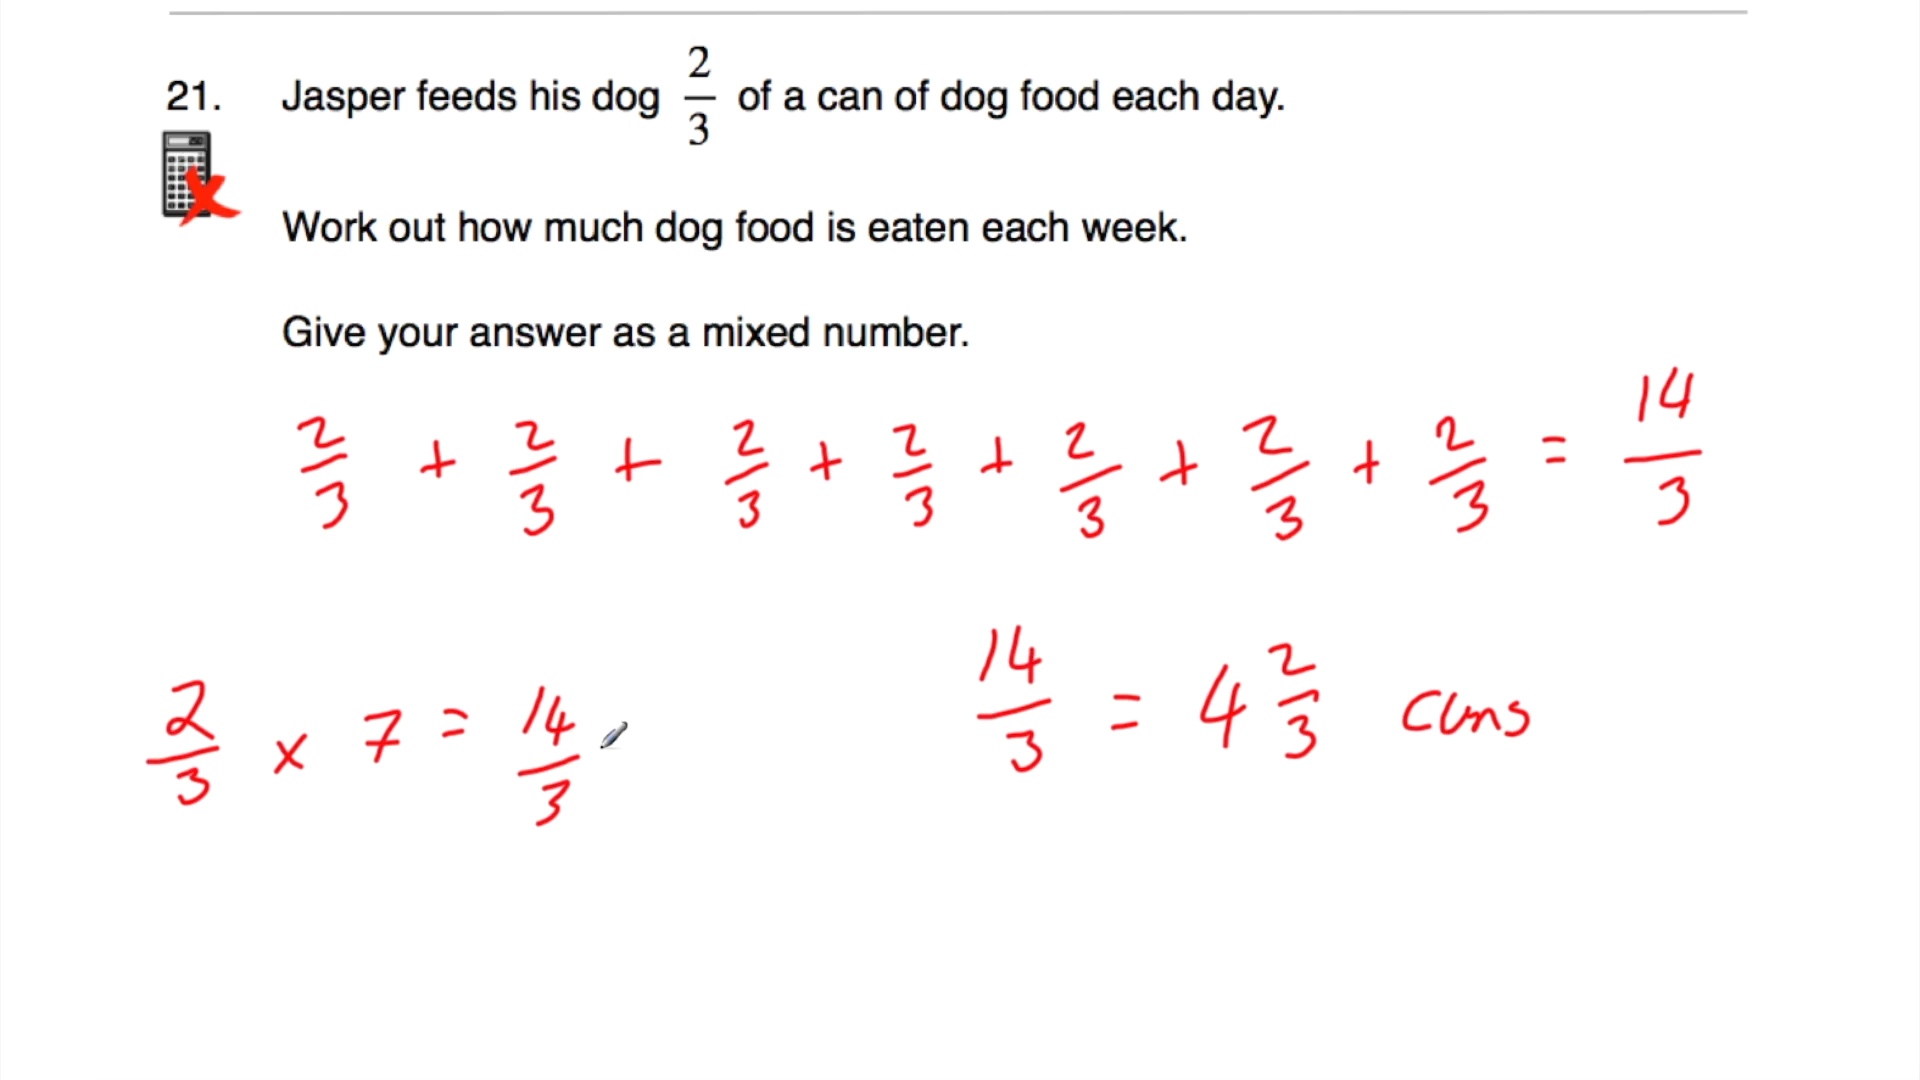 21. Jasper feeds his dog 2/3 of a can of dog food each day.
Work out how much dog food is eaten each week.
Give your answer as a mixed number.
2/3 + 2/3 + 2/3 + 2/3 + 2/3 + 2/3 + 2/3 = 14/3
2/3 x 7 = 14/3
14/3 = 4 2/3 cans